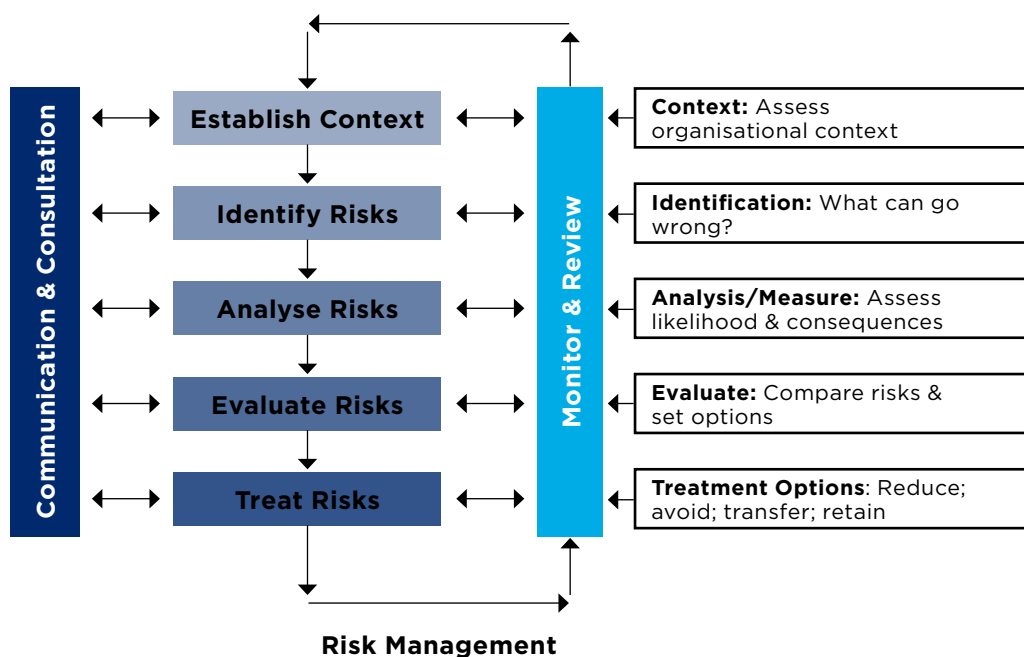 Communication & Consultation
Establish Context
Identify Risks
Analyse Risks
Evaluate Risks
Treat Risks
Monitor & Review
Context: Assess
organisational context
Identification: What can go
wrong?
Analysis/Measure: Assess
likelihood & consequences
Evaluate: Compare risks &
set options
Treatment Options: Reduce;
avoid; transfer; retain
Risk Management